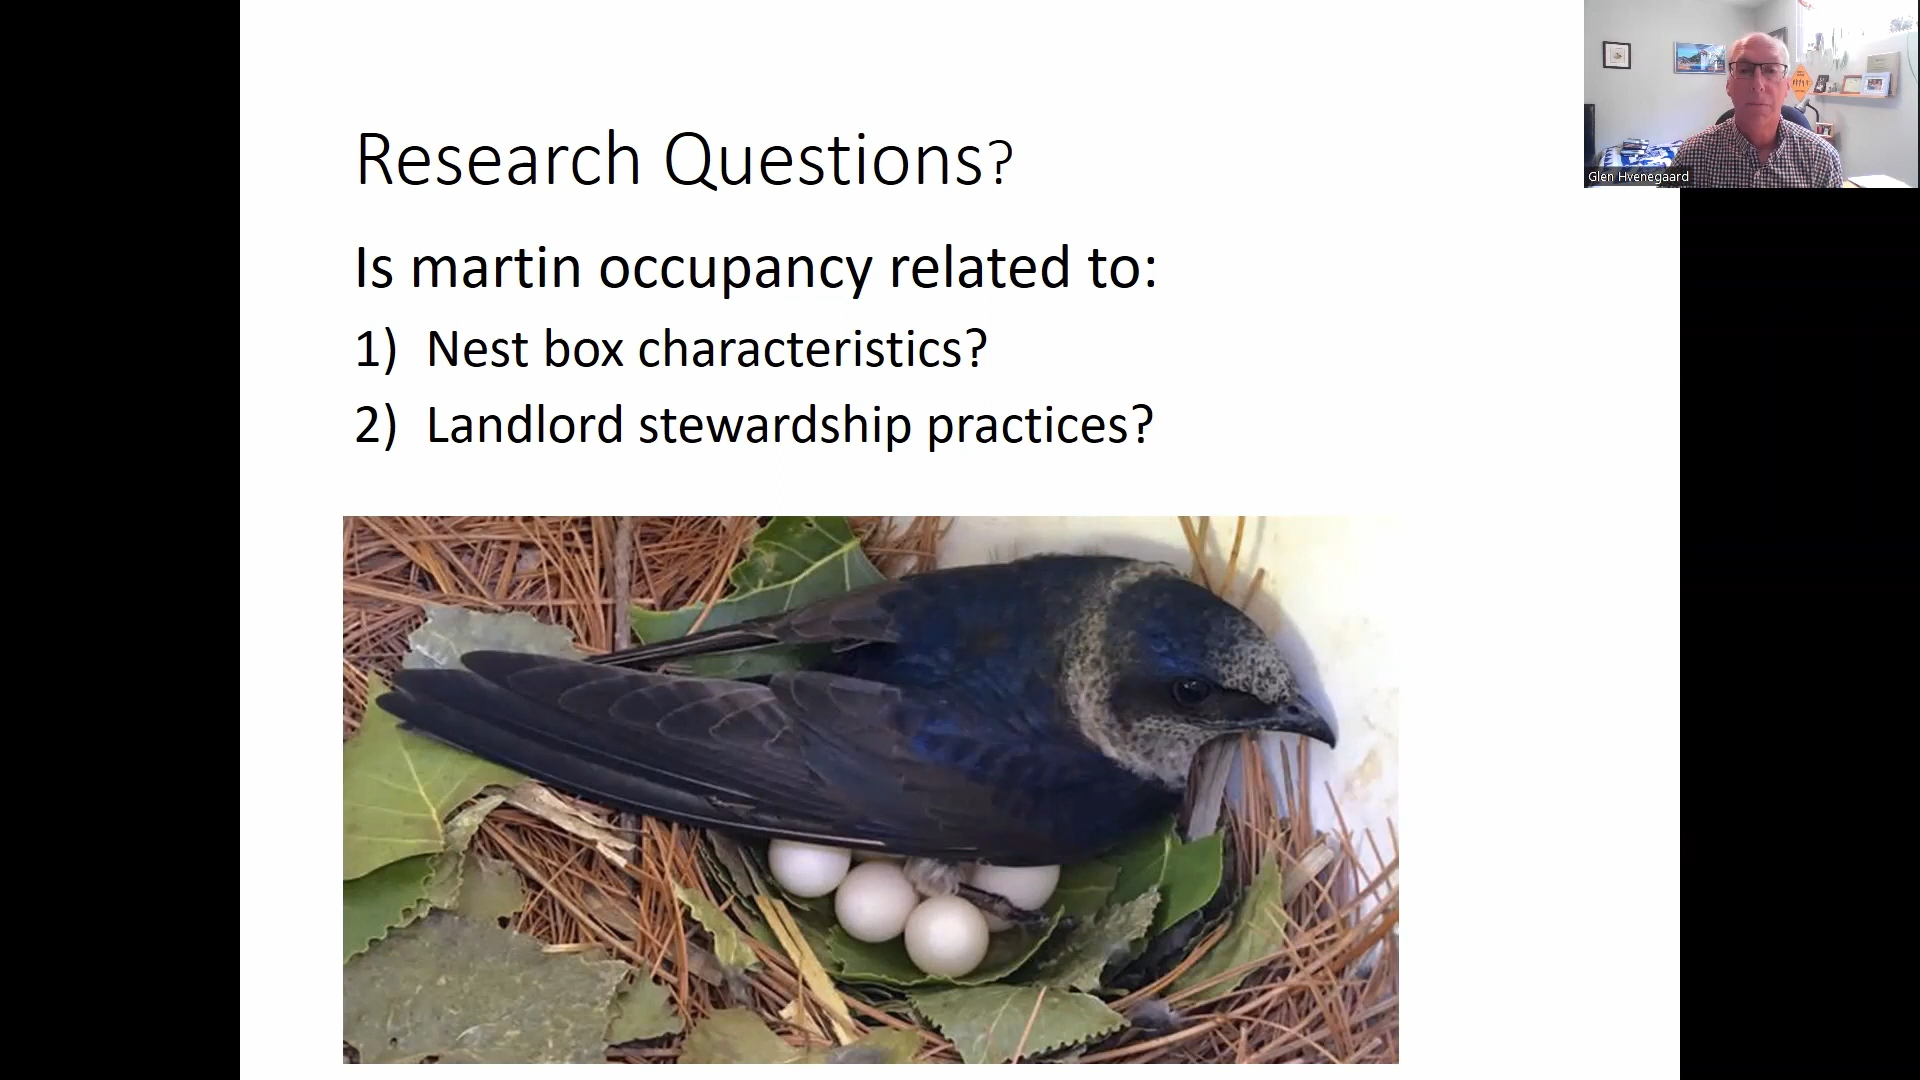 Research Questions?
Is martin occupancy related to:
1) Nest box characteristics?
2) Landlord stewardship practices?
Glen Hvenegaard